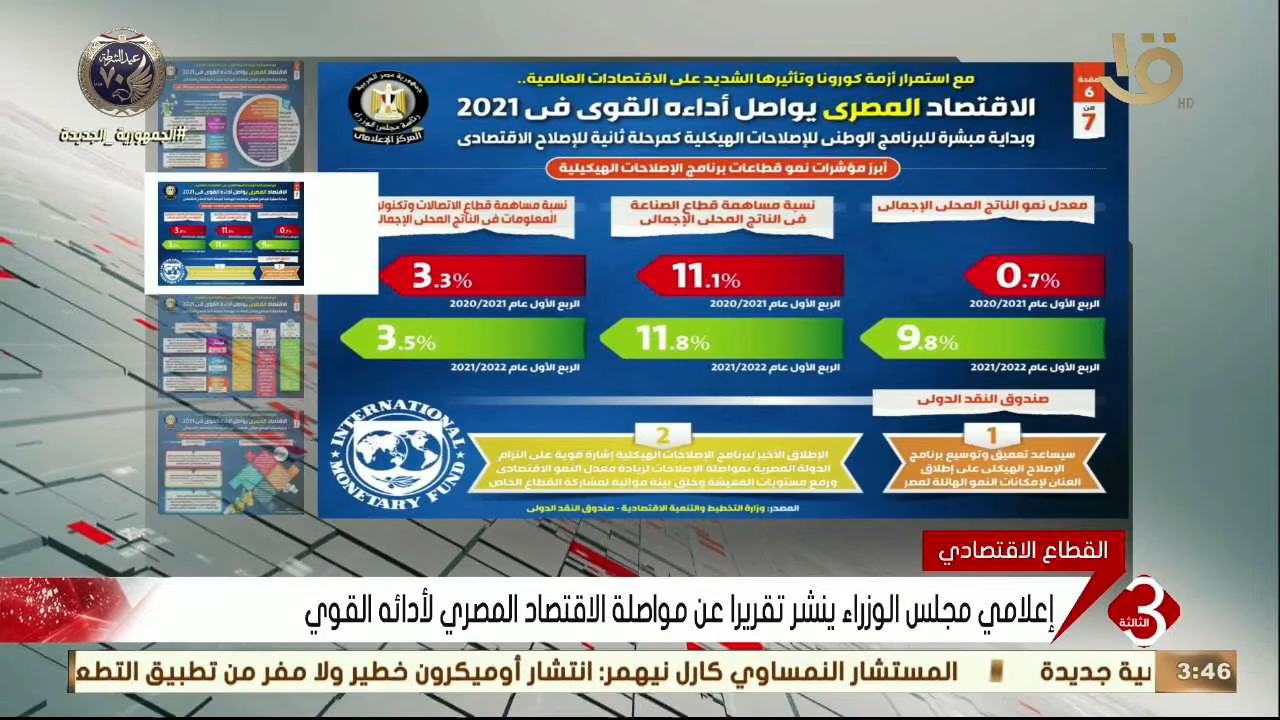 عيد الشرطة
٧٠
#الجمهورية_الجديدة
HD
جمهورية مصر العربية
رئاسة مجلس الوزراء
المركز الإعلامى
صفحة
6
من
7
مع استمرار أزمة كورونا وتأثيرها الشديد على الاقتصادات العالمية..
الاقتصاد المصرى يواصل أداءه القوى فى 2021
وبداية مبشرة للبرنامج الوطنى للإصلاحات الهيكلية كمرحلة ثانية للإصلاح الاقتصادى
أبرز مؤشرات نمو قطاعات برنامج الإصلاحات الهيكيلية
معدل نمو الناتج المحلى الإجمالى
0.7%
الربع الأول عام 2020/2021
9.8%
الربع الأول عام 2021/2022
نسبة مساهمة قطاع الصناعة
فى الناتج المحلى الإجمالى
11.1%
الربع الأول عام 2020/2021
11.8%
الربع الأول عام 2021/2022
نسبة مساهمة قطاع الاتصالات
المعلومات فى الناتج المحلى
3.3%
الربع الأول عام 2020/2021
3.5%
الربع الأول عام 2021/2022
صندوق النقد الدولى
1
سيساعد تعميق وتوسيع برنامج
الإصلاح الهيكلى على إطلاق
العنان لإمكانات النمو الهائلة لمصر
2
الإطلاق الأخير لبرنامج الإصلاحات الهيكلية إشارة قوية على التزام
الدولة المصرية بمواصلة الإصلاحات لزيادة معدل النمو الاقتصادى
ورفع مستويات المعيشة وخلق بيئة مواتية لمشاركة القطاع الخاص
INTERNATIONAL MONETARY FUND
المصدر: وزارة التخطيط والتنمية الاقتصادية - صندوق النقد الدولى
القطاع الاقتصادي
3
الثالثة
إعلامي مجلس الوزراء ينشر تقريرا عن مواصلة الاقتصاد المصري لأدائه القوي
3:46
جديدة
المستشار النمساوي كارل نيهمر: انتشار أوميكرون خطير ولا مفر من تطبيق